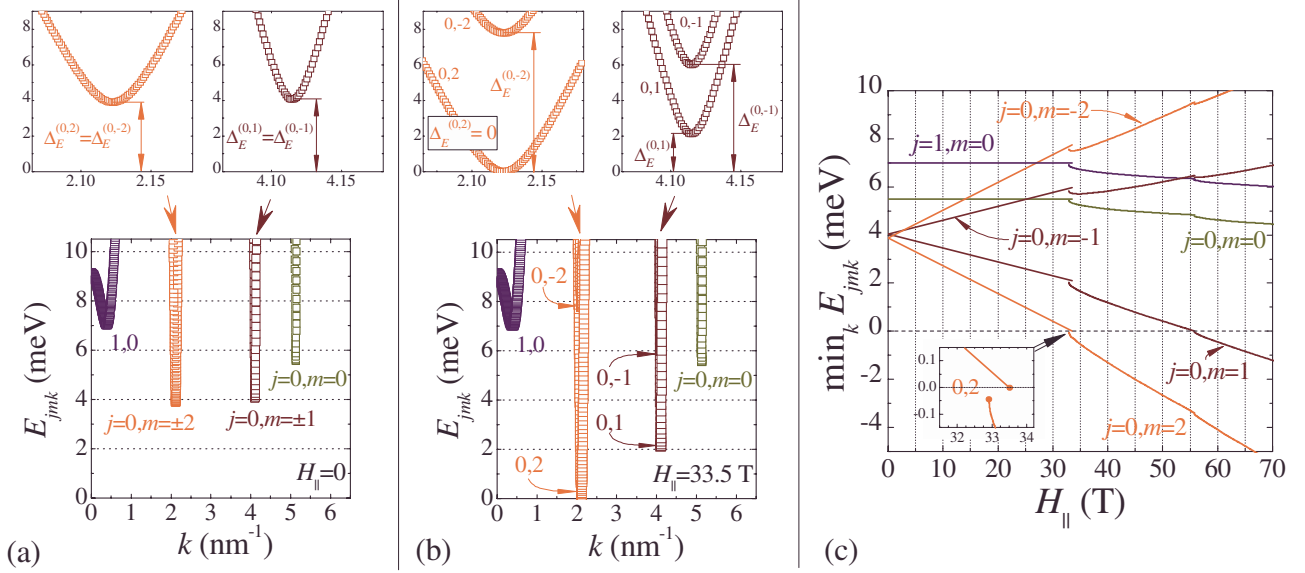 8
6
4
2
0
Δ_E^(0,2)=Δ_E^(0,-2)
2.10 2.15
Δ_E^(0,1)=Δ_E^(0,-1)
4.13 4.18
10
8
6
4
2
0
E_jmk (meV)
1,0
j=0,m=±2
j=0,m=±1
j=0,m=0
H_||=0
0 1 2 3 4 5 6
k (nm⁻¹)
(a)
8
6
4
2
0
0,-2
0,2
Δ_E^(0,-2)
Δ_E^(0,2)=0
2.10 2.15
0,-1
0,1
Δ_E^(0,-1)
Δ_E^(0,1)
4.13 4.18
10
8
6
4
2
0
E_jmk (meV)
1,0
0,-2
0,-1
0,1
0,2
j=0,m=0
H_||=33.5 T
0 1 2 3 4 5 6
k (nm⁻¹)
(b)
10
8
6
4
2
0
-2
-4
min_k E_jmk (meV)
j=0,m=-2
j=1,m=0
j=0,m=-1
j=0,m=0
j=0,m=1
j=0,m=2
0.1
0.0
-0.1
0,2
32 33 34
0 10 20 30 40 50 60 70
H_|| (T)
(c)